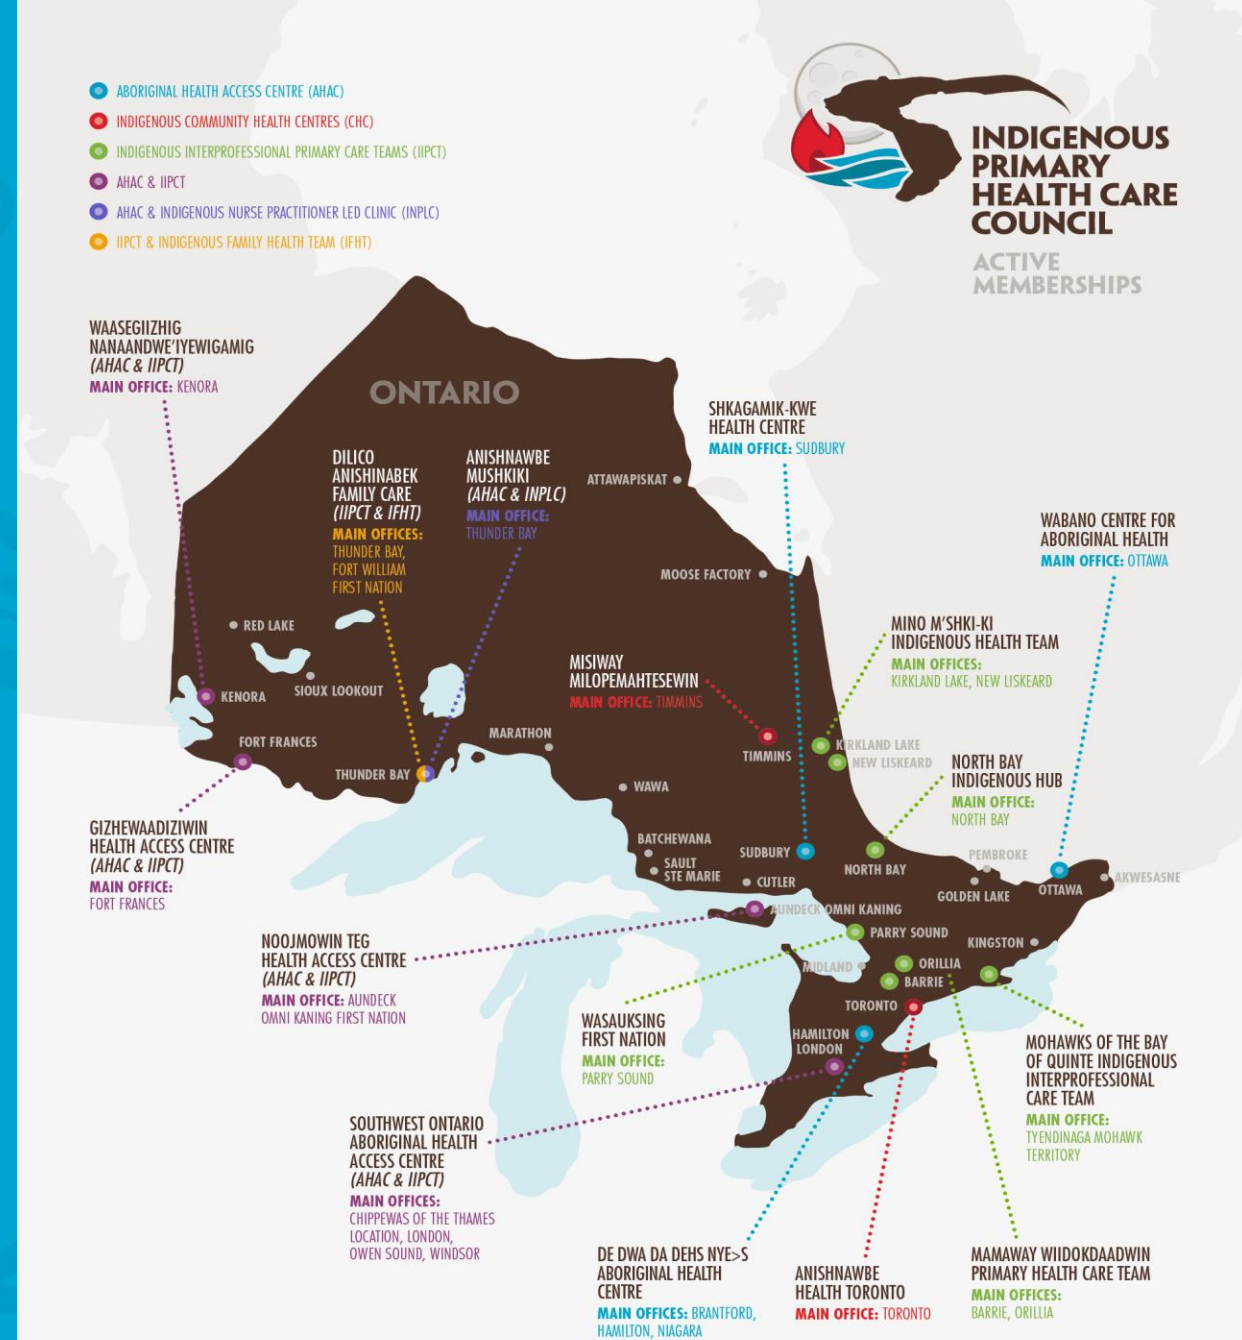 ABORIGINAL HEALTH ACCESS CENTRE (AHAC)
INDIGENOUS COMMUNITY HEALTH CENTRES (CHC)
INDIGENOUS INTERPROFESSIONAL PRIMARY CARE TEAMS (IIPCT)
AHAC & IIPCT
AHAC & INDIGENOUS NURSE PRACTITIONER LED CLINIC (INPLC)
IIPCT & INDIGENOUS FAMILY HEALTH TEAM (IFHT)
INDIGENOUS
PRIMARY
HEALTH CARE
COUNCIL
ACTIVE
MEMBERSHIPS
WAASEGIIZHIG
NANAANDWE'IYEWIGAMIG
(AHAC & IIPCT)
MAIN OFFICE: KENORA
ONTARIO
DILICO
ANISHINABEK
FAMILY CARE
(IIPCT & IFHT)
MAIN OFFICES:
THUNDER BAY,
FORT WILLIAM
FIRST NATION
ANISHNAWBE
MUSHKIKI
(AHAC & INPLC)
MAIN OFFICE:
THUNDER BAY
SHKAGAMIK-KWE
HEALTH CENTRE
MAIN OFFICE: SUDBURY
ATTAWAPISKAT
MOOSE FACTORY
WABANO CENTRE FOR
ABORIGINAL HEALTH
MAIN OFFICE: OTTAWA
MINO M'SHKI-KI
INDIGENOUS HEALTH TEAM
MAIN OFFICES:
KIRKLAND LAKE, NEW LISKEARD
RED LAKE
SIOUX LOOKOUT
KENORA
FORT FRANCES
THUNDER BAY
MARATHON
MISIWAY
MILOPEMAHTESEWIN
MAIN OFFICE: TIMMINS
TIMMINS
KIRKLAND LAKE
NEW LISKEARD
WAWA
NORTH BAY
INDIGENOUS HUB
MAIN OFFICE:
NORTH BAY
BATCHEWANA
SAULT
STE MARIE
SUDBURY
CUTLER
NORTH BAY
PEMBROKE
GOLDEN LAKE
OTTAWA
AKWESASNE
GIZHEWAADIZIWIN
HEALTH ACCESS CENTRE
(AHAC & IIPCT)
MAIN OFFICE:
FORT FRANCES
AUNDECK OMNI KANING
PARRY SOUND
KINGSTON
MIDLAND
ORILLIA
BARRIE
TORONTO
HAMILTON
LONDON
NOOJMOWIN TEG
HEALTH ACCESS CENTRE
(AHAC & IIPCT)
MAIN OFFICE: AUNDECK
OMNI KANING FIRST NATION
WASAUKSING
FIRST NATION
MAIN OFFICE:
PARRY SOUND
MOHAWKS OF THE BAY
OF QUINTE INDIGENOUS
INTERPROFESSIONAL
CARE TEAM
MAIN OFFICE:
TYENDINAGA MOHAWK
TERRITORY
SOUTHWEST ONTARIO
ABORIGINAL HEALTH
ACCESS CENTRE
(AHAC & IIPCT)
MAIN OFFICES:
CHIPPEWAS OF THE THAMES
LOCATION, LONDON,
OWEN SOUND, WINDSOR
DE DWA DA DEHS NYE>S
ABORIGINAL HEALTH
CENTRE
MAIN OFFICES: BRANTFORD,
HAMILTON, NIAGARA
ANISHNAWBE
HEALTH TORONTO
MAIN OFFICE: TORONTO
MAMAWAY WIIDOKDAADWIN
PRIMARY HEALTH CARE TEAM
MAIN OFFICES:
BARRIE, ORILLIA